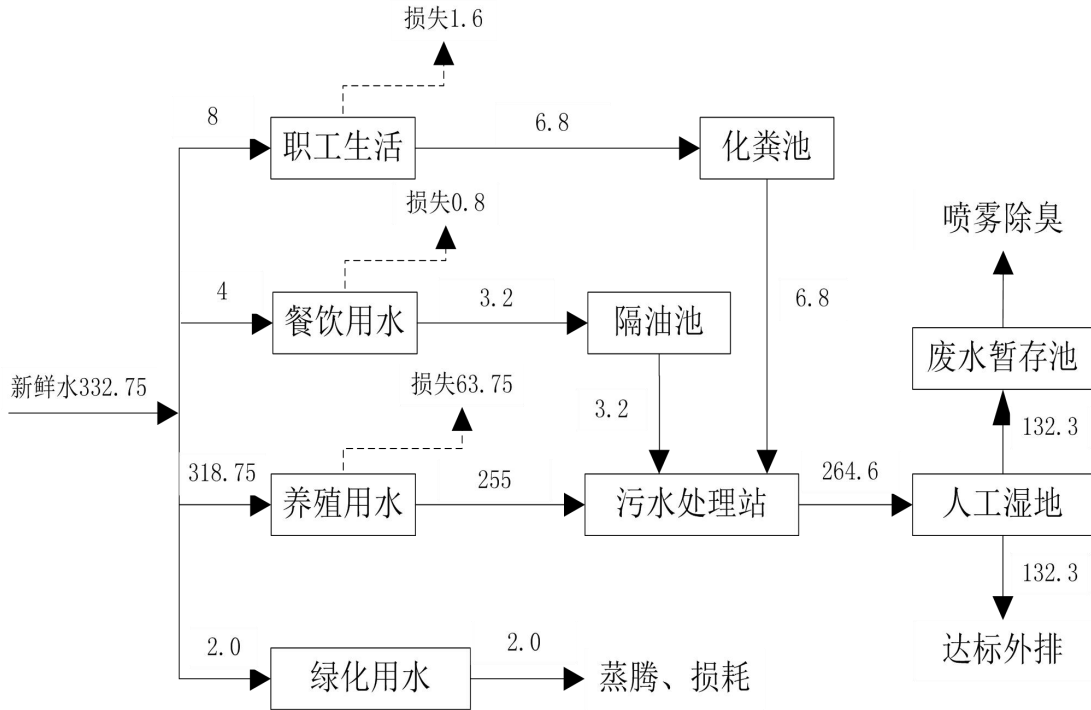 损失1.6
8
职工生活
6.8
化粪池
损失0.8
喷雾除臭
4
餐饮用水
3.2
隔油池
6.8
废水暂存池
新鲜水332.75
损失63.75
3.2
132.3
318.75
养殖用水
255
污水处理站
264.6
人工湿地
132.3
2.0
绿化用水
2.0
蒸腾、损耗
达标外排